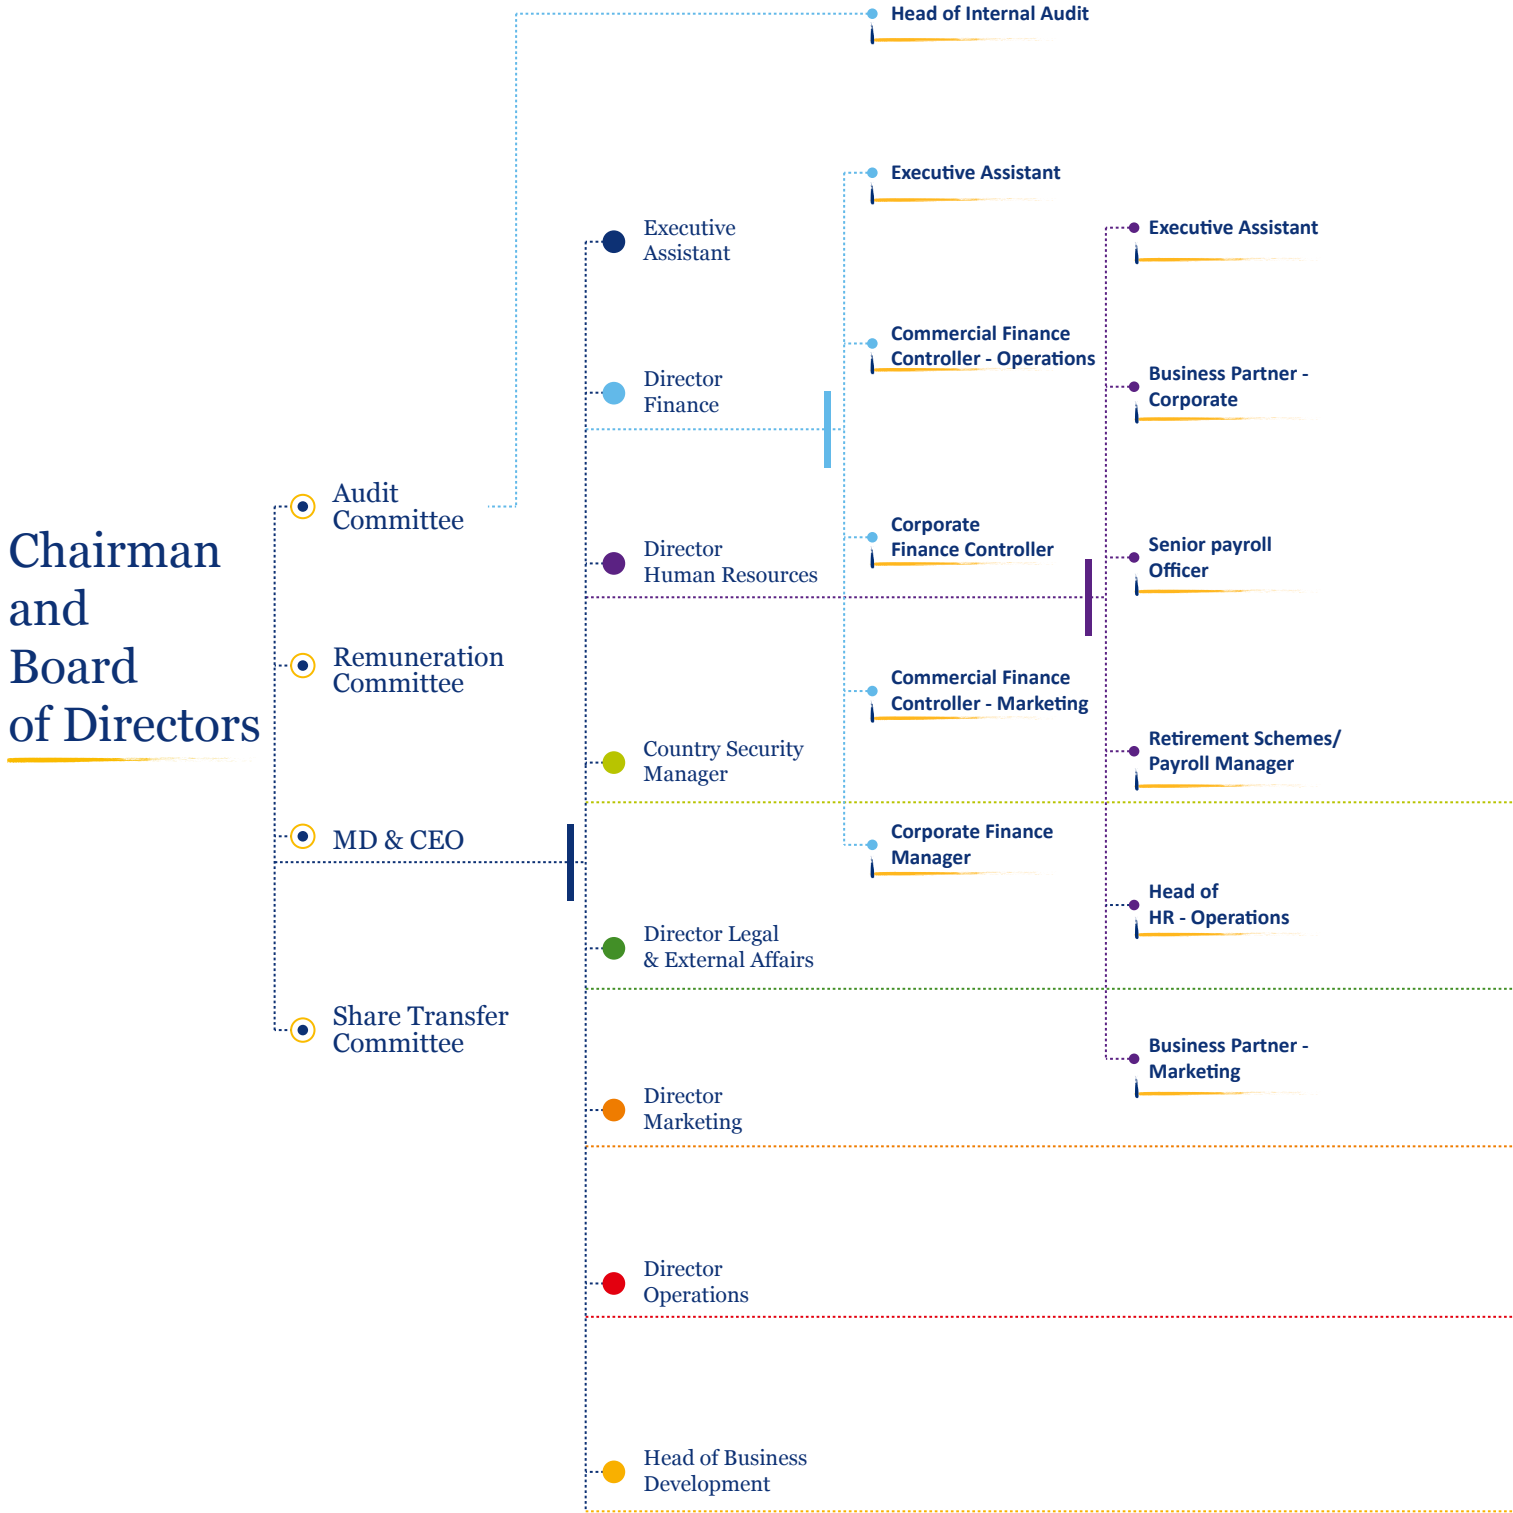 Chairman
and
Board
of Directors
Audit
Committee
Remuneration
Committee
MD & CEO
Share Transfer
Committee
Executive
Assistant
Director
Finance
Director
Human Resources
Country Security
Manager
Director Legal
& External Affairs
Director
Marketing
Director
Operations
Head of Business
Development
Head of Internal Audit
Executive Assistant
Commercial Finance
Controller - Operations
Corporate
Finance Controller
Commercial Finance
Controller - Marketing
Corporate Finance
Manager
Executive Assistant
Business Partner -
Corporate
Senior payroll
Officer
Retirement Schemes/
Payroll Manager
Head of
HR - Operations
Business Partner -
Marketing